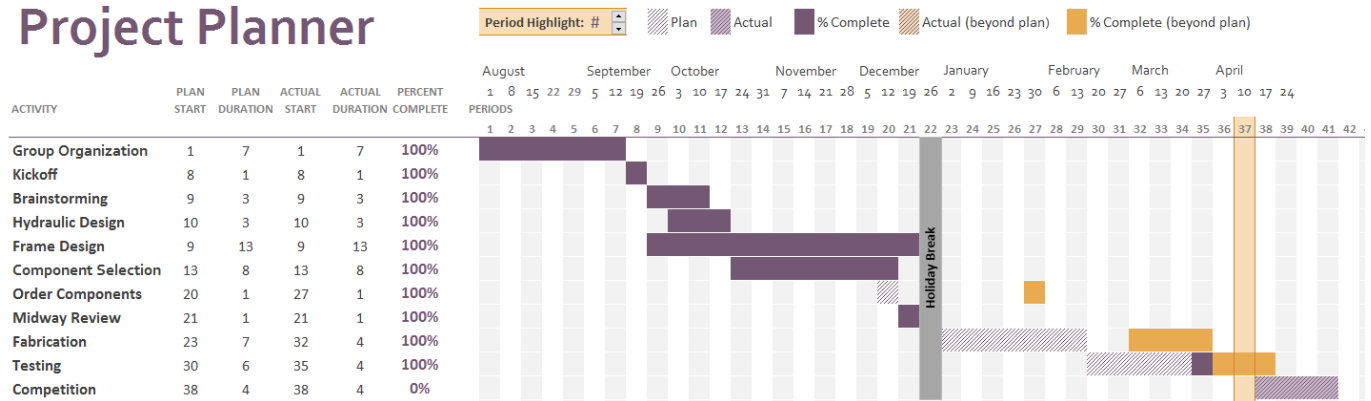 Project Planner
Period Highlight: # Plan Actual % Complete Actual (beyond plan) % Complete (beyond plan)
August September October November December January February March April
PLAN PLAN ACTUAL ACTUAL PERCENT
1 8 15 22 29 5 12 19 26 3 10 17 24 31 7 14 21 28 5 12 19 26 2 9 16 23 30 6 13 20 27 6 13 20 27 3 10 17 24
ACTIVITY START DURATION START DURATION COMPLETE PERIODS
1 2 3 4 5 6 7 8 9 10 11 12 13 14 15 16 17 18 19 20 21 22 23 24 25 26 27 28 29 30 31 32 33 34 35 36 37 38 39 40 41 42
Group Organization 1 7 1 7 100%
Kickoff 8 1 8 1 100%
Brainstorming 9 3 9 3 100%
Hydraulic Design 10 3 10 3 100%
Frame Design 9 13 9 13 100%
Component Selection 13 8 13 8 100%
Order Components 20 1 27 1 100%
Midway Review 21 1 21 1 100%
Fabrication 23 7 32 4 100%
Testing 30 6 35 4 100%
Competition 38 4 38 4 0%
Holiday Break